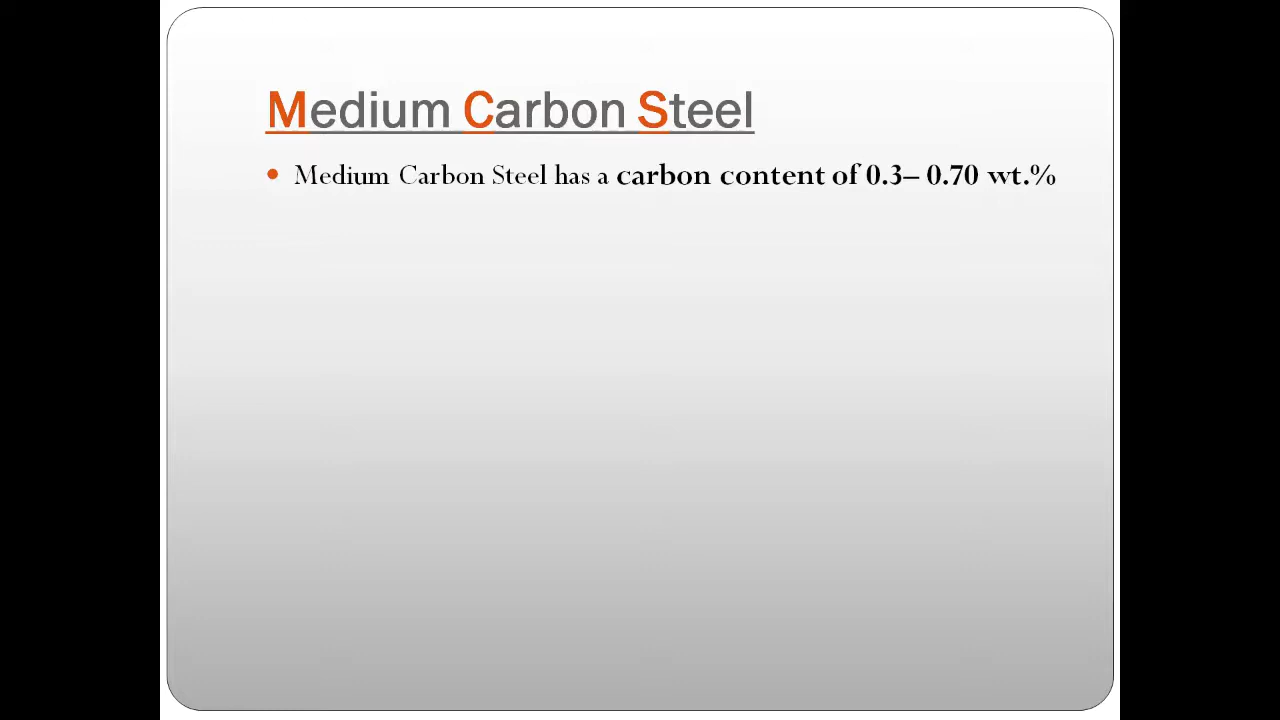 Medium Carbon Steel
• Medium Carbon Steel has a carbon content of 0.3– 0.70 wt.%